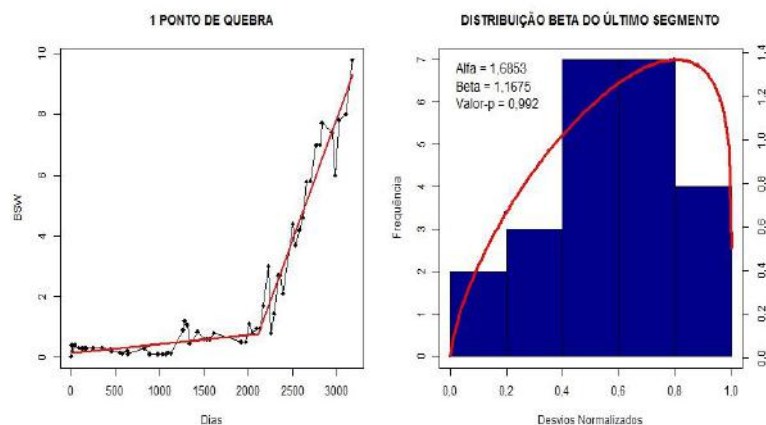 1 PONTO DE QUEBRA
BSW
10
8
6
4
2
0
0 500 1000 1500 2000 2500 3000
Dias
DISTRIBUIÇÃO BETA DO ÚLTIMO SEGMENTO
Alfa = 1,6853
Beta = 1,1675
Valor-p = 0,992
Frequência
7
6
5
4
3
2
1
0
1.4
1.2
1.0
0.8
0.6
0.4
0.2
0.0
0,0 0,2 0,4 0,6 0,8 1,0
Desvios Normalizados